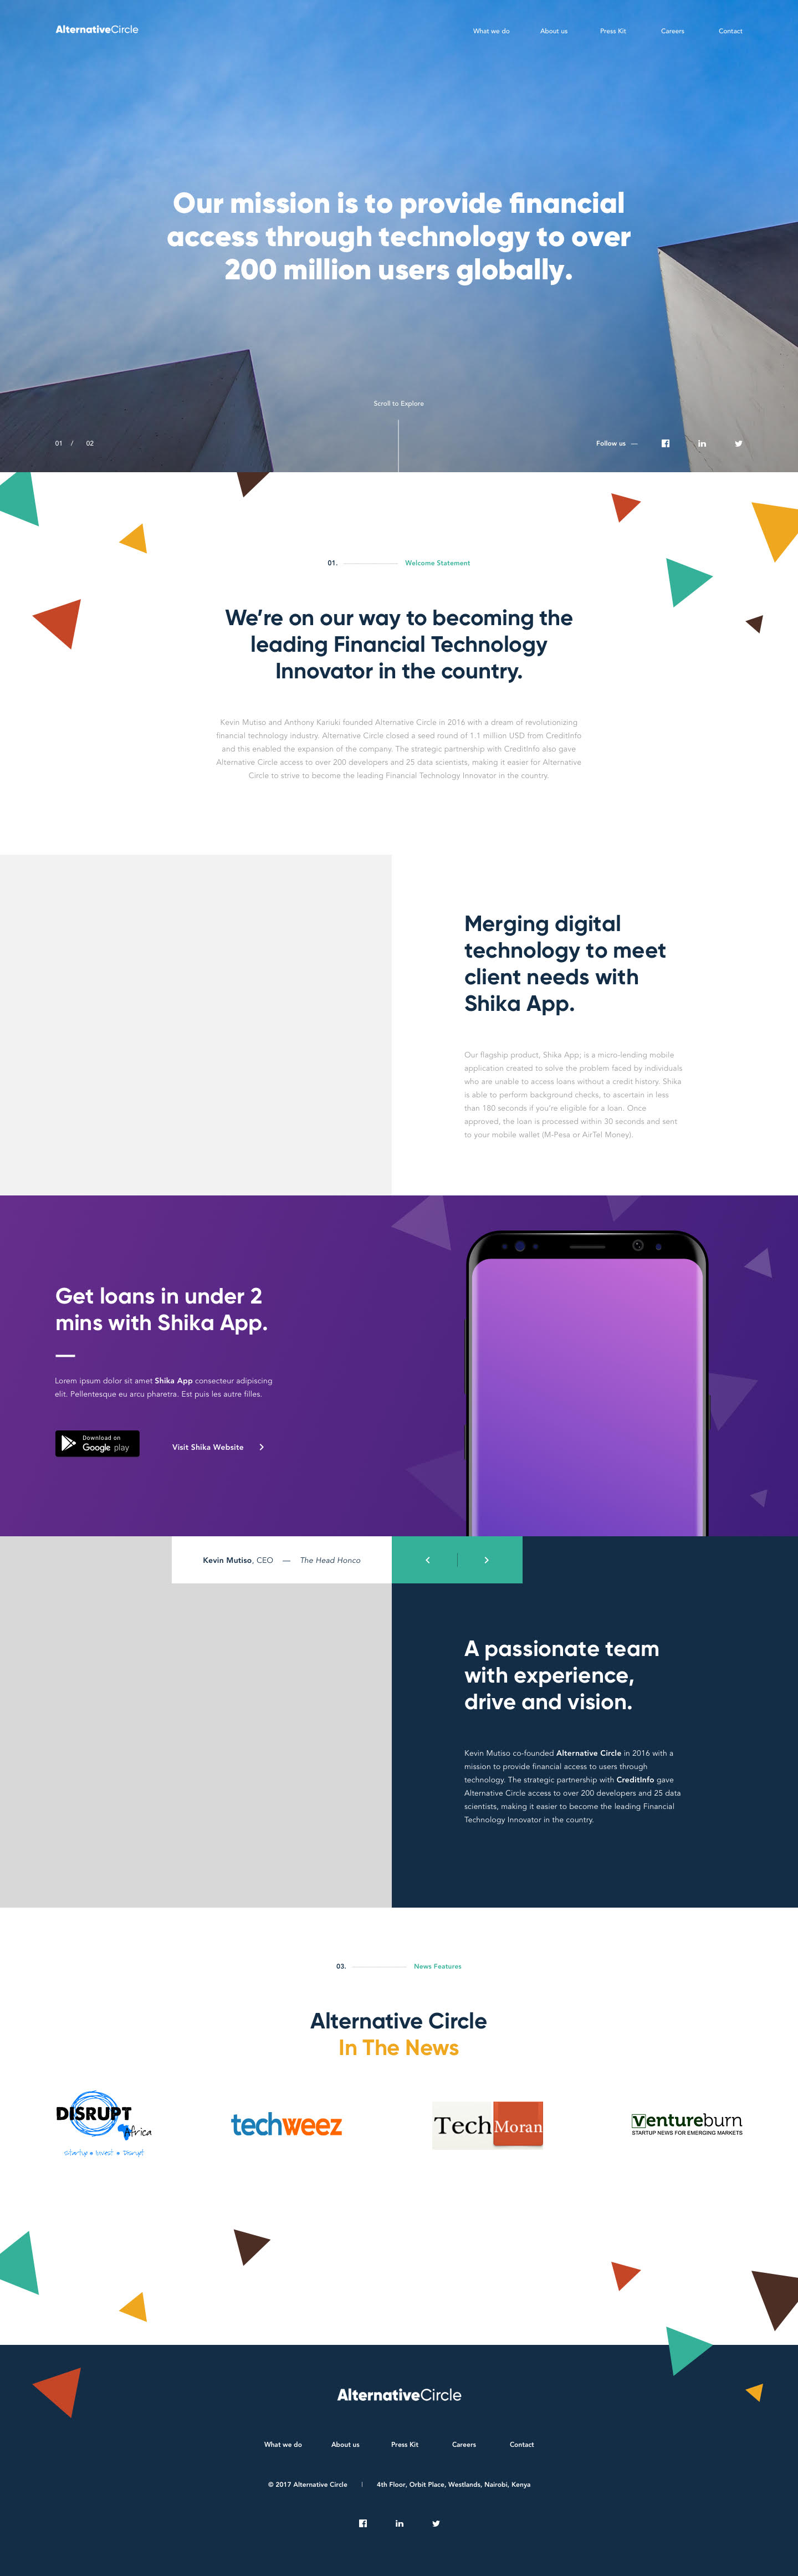 AlternativeCircle
What we do About us Press Kit Careers Contact
Our mission is to provide financial
access through technology to over
200 million users globally.
Scroll to Explore
01 / 02
Follow us —
01. Welcome Statement
We’re on our way to becoming the
leading Financial Technology
Innovator in the country.
Kevin Mutiso and Anthony Kariuki founded Alternative Circle in 2016 with a dream of revolutionizing
financial technology industry. Alternative Circle closed a seed round of 1.1 million USD from CreditInfo
and this enabled the expansion of the company. The strategic partnership with CreditInfo also gave
Alternative Circle access to over 200 developers and 25 data scientists, making it easier for Alternative
Circle to strive to become the leading Financial Technology Innovator in the country.
Merging digital
technology to meet
client needs with
Shika App.
Our flagship product, Shika App; is a micro-lending mobile
application created to solve the problem faced by individuals
who are unable to access loans without a credit history. Shika
is able to perform background checks, to ascertain in less
than 180 seconds if you’re eligible for a loan. Once
approved, the loan is processed within 30 seconds and sent
to your mobile wallet (M-Pesa or AirTel Money).
Get loans in under 2
mins with Shika App.
Lorem ipsum dolor sit amet Shika App consecteur adipiscing
elit. Pellentesque eu arcu pharetra. Est puis les autre filles.
Download on
Google play
Visit Shika Website
Kevin Mutiso, CEO — The Head Honco
A passionate team
with experience,
drive and vision.
Kevin Mutiso co-founded Alternative Circle in 2016 with a
mission to provide financial access to users through
technology. The strategic partnership with CreditInfo gave
Alternative Circle access to over 200 developers and 25 data
scientists, making it easier to become the leading Financial
Technology Innovator in the country.
03. News Features
Alternative Circle
In The News
DISRUPT
Africa
Startup • Invest • Disrupt
techweez
Tech Moran
Ventureburn
STARTUP NEWS FOR EMERGING MARKETS
AlternativeCircle
What we do About us Press Kit Careers Contact
© 2017 Alternative Circle | 4th Floor, Orbit Place, Westlands, Nairobi, Kenya